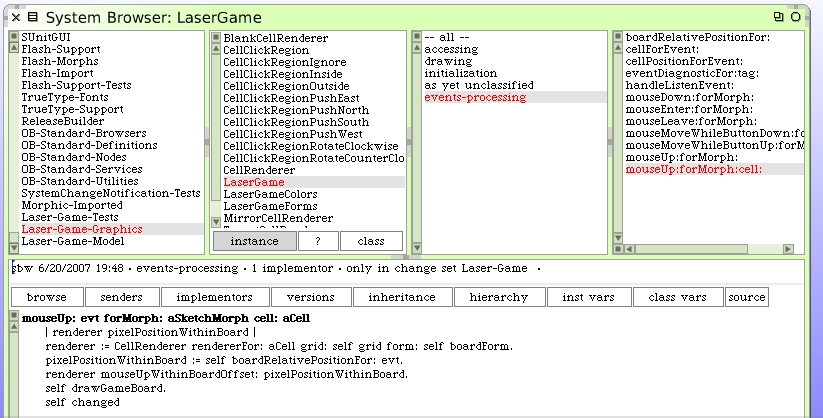 System Browser: LaserGame
SUnitGUI
Flash-Support
Flash-Morphs
Flash-Import
Flash-Support-Tests
TrueType-Fonts
TrueType-Support
ReleaseBuilder
OB-Standard-Browsers
OB-Standard-Definitions
OB-Standard-Nodes
OB-Standard-Services
OB-Standard-Utilities
SystemChangeNotification-Tests
Morphic-Imported
Laser-Game-Tests
Laser-Game-Graphics
Laser-Game-Model
BlankCellRenderer
CellClickRegion
CellClickRegionIgnore
CellClickRegionInside
CellClickRegionOutside
CellClickRegionPushEast
CellClickRegionPushNorth
CellClickRegionPushSouth
CellClickRegionPushWest
CellClickRegionRotateClockwise
CellClickRegionRotateCounterClo
CellRenderer
LaserGame
LaserGameColors
LaserGameForms
MirrorCellRenderer
instance ? class
-- all --
accessing
drawing
initialization
as yet unclassified
events-processing
boardRelativePositionFor:
cellForEvent:
cellPositionForEvent:
eventDiagnosticFor:tag:
handleListenEvent:
mouseDown:forMorph:
mouseEnter:forMorph:
mouseLeave:forMorph:
mouseMoveWhileButtonDown:fo
mouseMoveWhileButtonUp:forM
mouseUp:forMorph:
mouseUp:forMorph:cell:
sbw 6/20/2007 19:48 · events-processing · 1 implementor · only in change set Laser-Game ·
browse senders implementors versions inheritance hierarchy inst vars class vars source
mouseUp: evt forMorph: aSketchMorph cell: aCell
| renderer pixelPositionWithinBoard |
renderer := CellRenderer rendererFor: aCell grid: self grid form: self boardForm.
pixelPositionWithinBoard := self boardRelativePositionFor: evt.
renderer mouseUpWithinBoardOffset: pixelPositionWithinBoard.
self drawGameBoard.
self changed